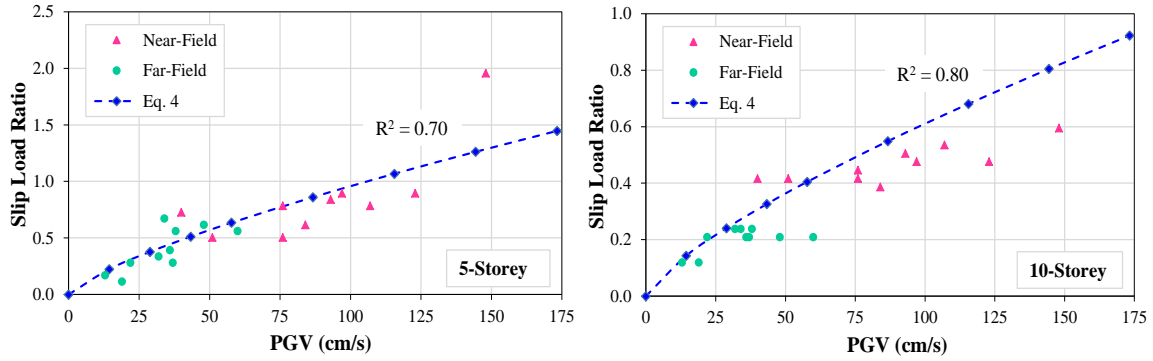 2.5
2.0
1.5
1.0
0.5
0.0
Slip Load Ratio
Near-Field
Far-Field
Eq. 4
R² = 0.70
5-Storey
0 25 50 75 100 125 150 175
PGV (cm/s)
1.0
0.8
0.6
0.4
0.2
0.0
Slip Load Ratio
Near-Field
Far-Field
Eq. 4
R² = 0.80
10-Storey
0 25 50 75 100 125 150 175
PGV (cm/s)